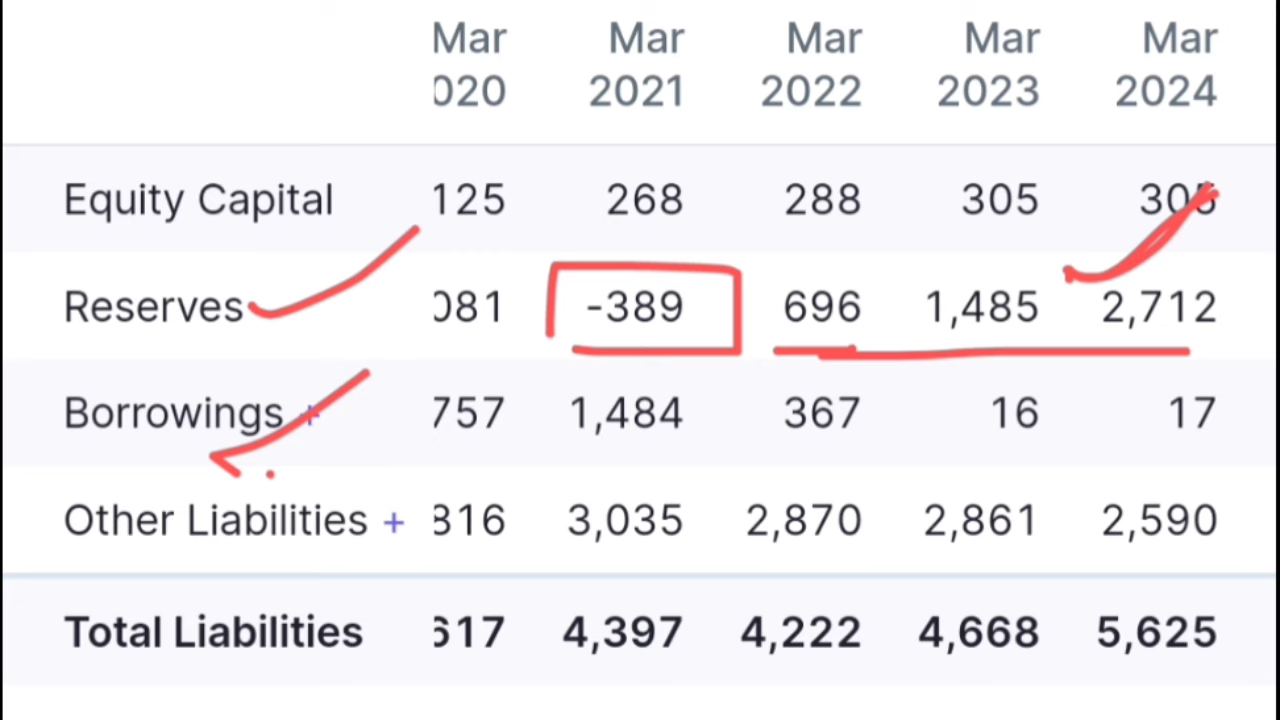 Mar Mar Mar Mar Mar
020 2021 2022 2023 2024
Equity Capital 125 268 288 305 305
Reserves 081 -389 696 1,485 2,712
Borrowings + 757 1,484 367 16 17
Other Liabilities + 316 3,035 2,870 2,861 2,590
Total Liabilities 617 4,397 4,222 4,668 5,625